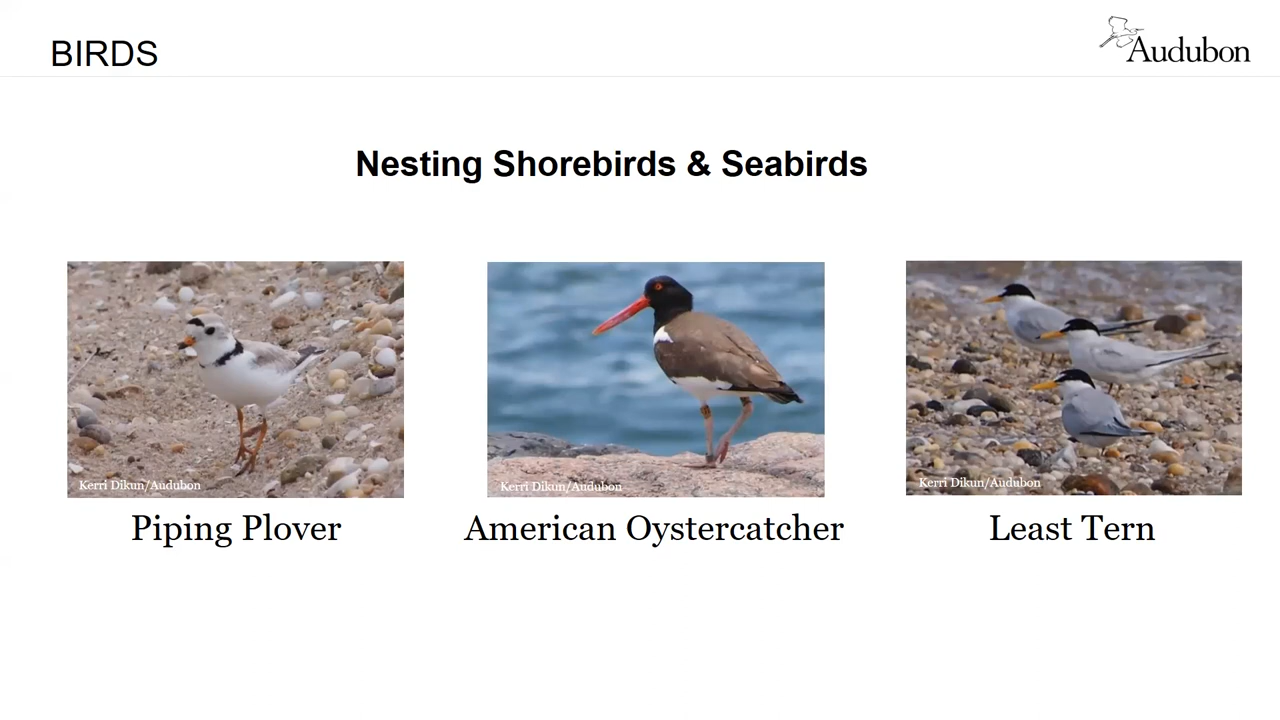 BIRDS
Audubon
Nesting Shorebirds & Seabirds
Kerri Dikun/Audubon
Kerri Dikun/Audubon
Kerri Dikun/Audubon
Piping Plover
American Oystercatcher
Least Tern